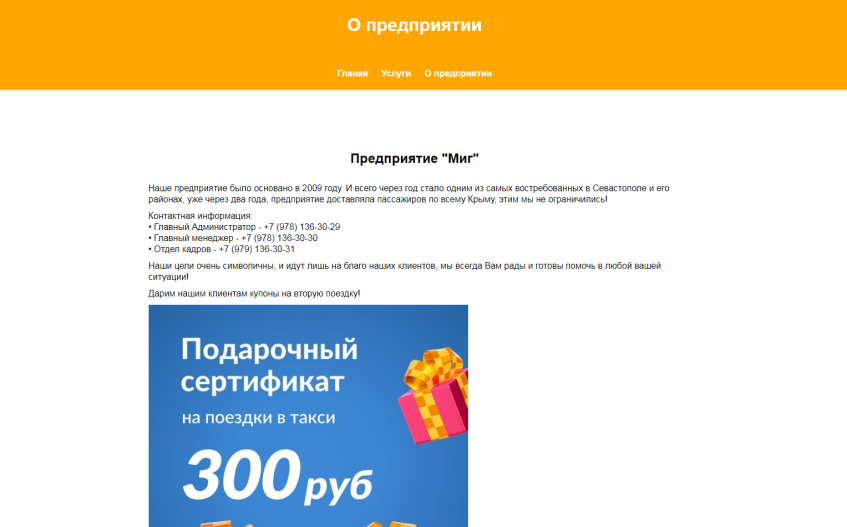 О предприятии
Гланая Услуги О предприятии
Предприятие "Миг"
Наше предприятие было основано в 2009 году. И всего через год стало одним из самых востребованных в Севастополе и его
районах, уже через два года, предприятие доставляла пассажиров по всему Крыму, этим мы не ограничились!
Контактная информация:
• Главный Администратор - +7 (978) 136-30-29
• Главный менеджер - +7 (978) 136-30-30
• Отдел кадров - +7 (979) 136-30-31
Наши цели очень символичны, и идут лишь на благо наших клиентов, мы всегда Вам рады и готовы помочь в любой вашей
ситуации!
Дарим нашим клиентам купоны на вторую поездку!
Подарочный
сертификат
на поездки в такси
300 руб